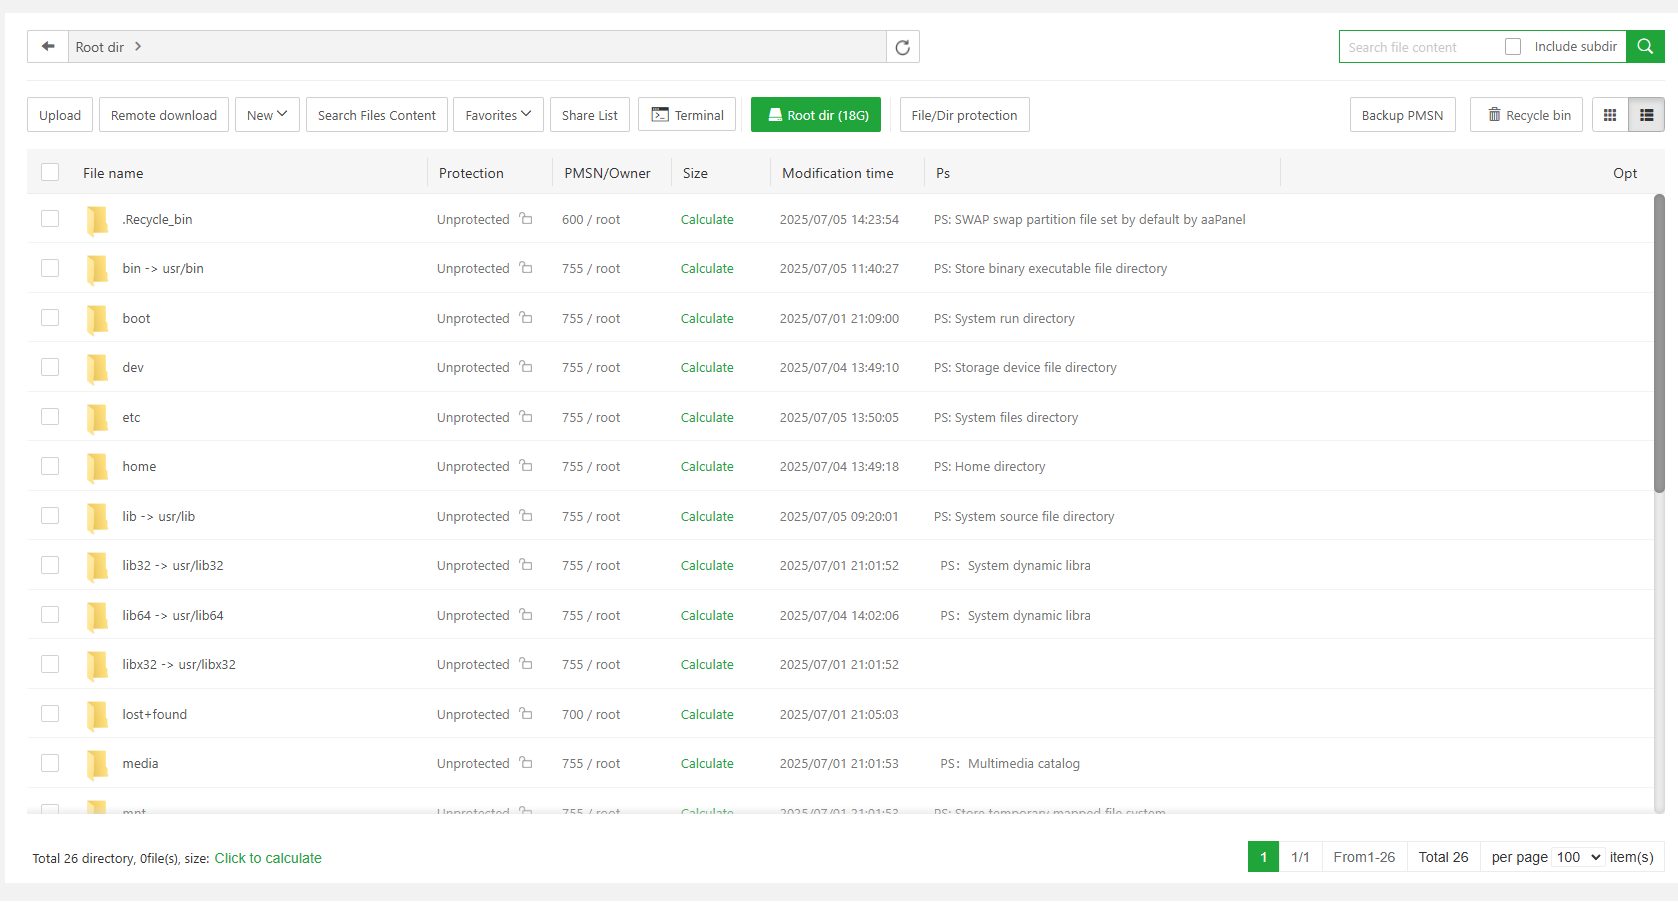 Root dir
Search file content Include subdir
Upload Remote download New Search Files Content Favorites Share List Terminal Root dir (18G) File/Dir protection Backup PMSN Recycle bin
File name Protection PMSN/Owner Size Modification time Ps Opt
.Recycle_bin Unprotected 600 / root Calculate 2025/07/05 14:23:54 PS: SWAP swap partition file set by default by aaPanel
bin -> usr/bin Unprotected 755 / root Calculate 2025/07/05 11:40:27 PS: Store binary executable file directory
boot Unprotected 755 / root Calculate 2025/07/01 21:09:00 PS: System run directory
dev Unprotected 755 / root Calculate 2025/07/04 13:49:10 PS: Storage device file directory
etc Unprotected 755 / root Calculate 2025/07/05 13:50:05 PS: System files directory
home Unprotected 755 / root Calculate 2025/07/04 13:49:18 PS: Home directory
lib -> usr/lib Unprotected 755 / root Calculate 2025/07/05 09:20:01 PS: System source file directory
lib32 -> usr/lib32 Unprotected 755 / root Calculate 2025/07/01 21:01:52 PS： System dynamic libra
lib64 -> usr/lib64 Unprotected 755 / root Calculate 2025/07/04 14:02:06 PS： System dynamic libra
libx32 -> usr/libx32 Unprotected 755 / root Calculate 2025/07/01 21:01:52
lost+found Unprotected 700 / root Calculate 2025/07/01 21:05:03
media Unprotected 755 / root Calculate 2025/07/01 21:01:53 PS： Multimedia catalog
mnt Unprotected 755 / root Calculate 2025/07/01 21:01:53 PS: Store temporary mapped file system
Total 26 directory, 0file(s), size: Click to calculate 1 1/1 From1-26 Total 26 per page 100 item(s)